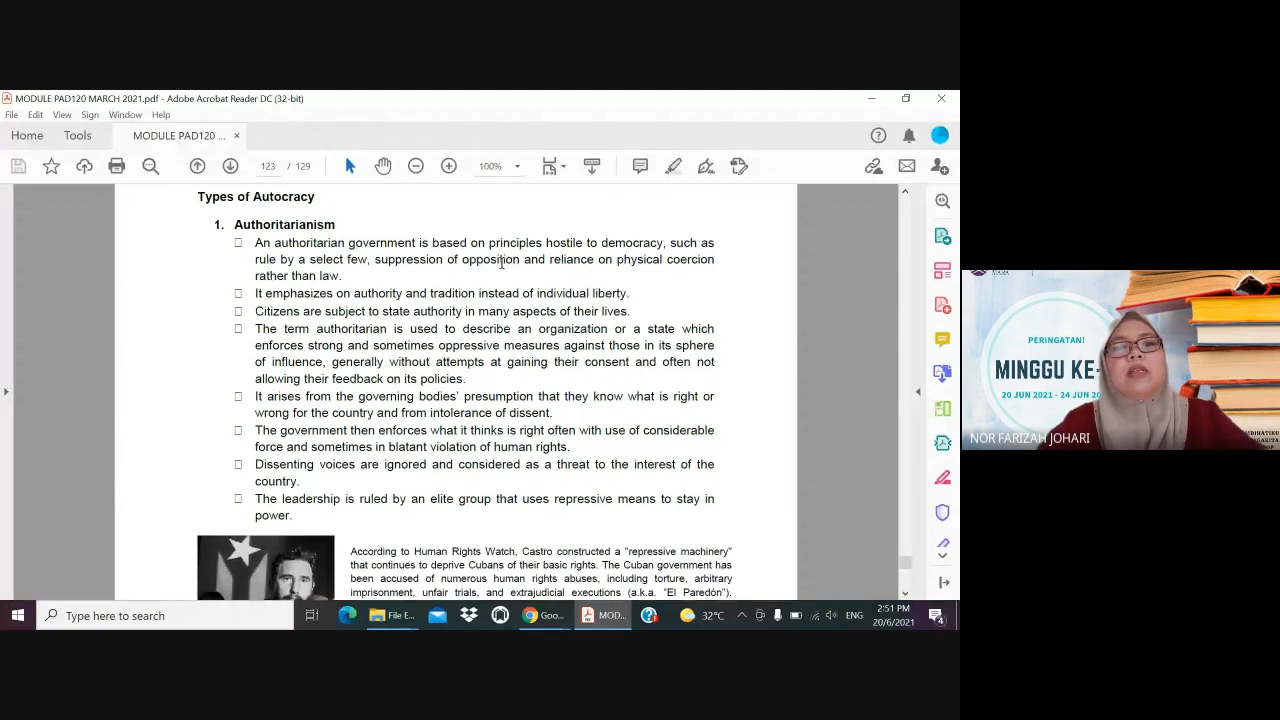 MODULE PAD120 MARCH 2021.pdf - Adobe Acrobat Reader DC (32-bit)
File Edit View Sign Window Help
Home Tools MODULE PAD120 ... ×
123 / 129 100%
Types of Autocracy
1. Authoritarianism
An authoritarian government is based on principles hostile to democracy, such as
rule by a select few, suppression of opposition and reliance on physical coercion
rather than law.
It emphasizes on authority and tradition instead of individual liberty.
Citizens are subject to state authority in many aspects of their lives.
The term authoritarian is used to describe an organization or a state which
enforces strong and sometimes oppressive measures against those in its sphere
of influence, generally without attempts at gaining their consent and often not
allowing their feedback on its policies.
It arises from the governing bodies' presumption that they know what is right or
wrong for the country and from intolerance of dissent.
The government then enforces what it thinks is right often with use of considerable
force and sometimes in blatant violation of human rights.
Dissenting voices are ignored and considered as a threat to the interest of the
country.
The leadership is ruled by an elite group that uses repressive means to stay in
power.
According to Human Rights Watch, Castro constructed a "repressive machinery"
that continues to deprive Cubans of their basic rights. The Cuban government has
been accused of numerous human rights abuses, including torture, arbitrary
imprisonment, unfair trials, and extrajudicial executions (a.k.a. "El Paredón").
Type here to search
File E...
Goo...
MOD...
32°C
ENG
2:51 PM
20/6/2021
4
PERINGATAN!
MINGGU KE-
20 JUN 2021 - 24 JUN 20
NOR FARIZAH JOHARI